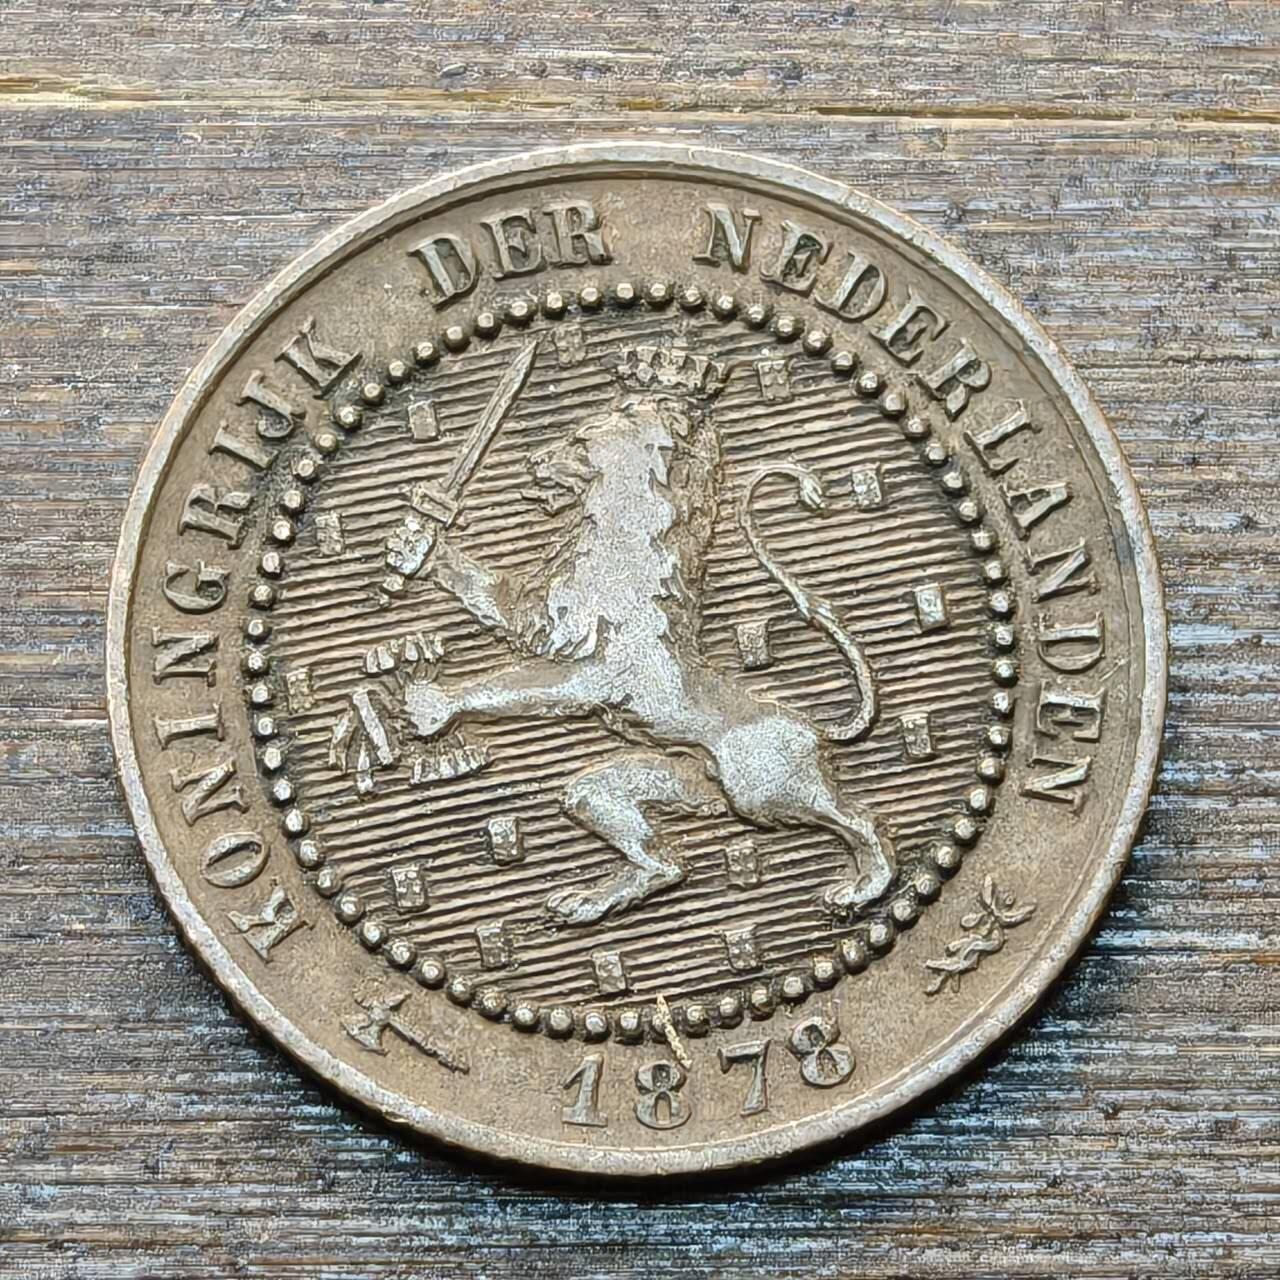 KONINGRIJK DER NEDERLANDEN
1878